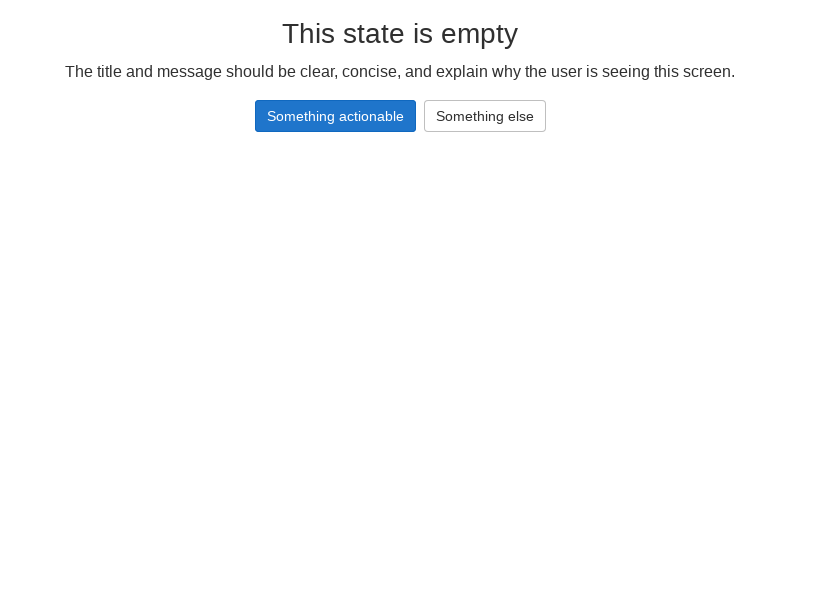 This state is empty
The title and message should be clear, concise, and explain why the user is seeing this screen.
Something actionable
Something else